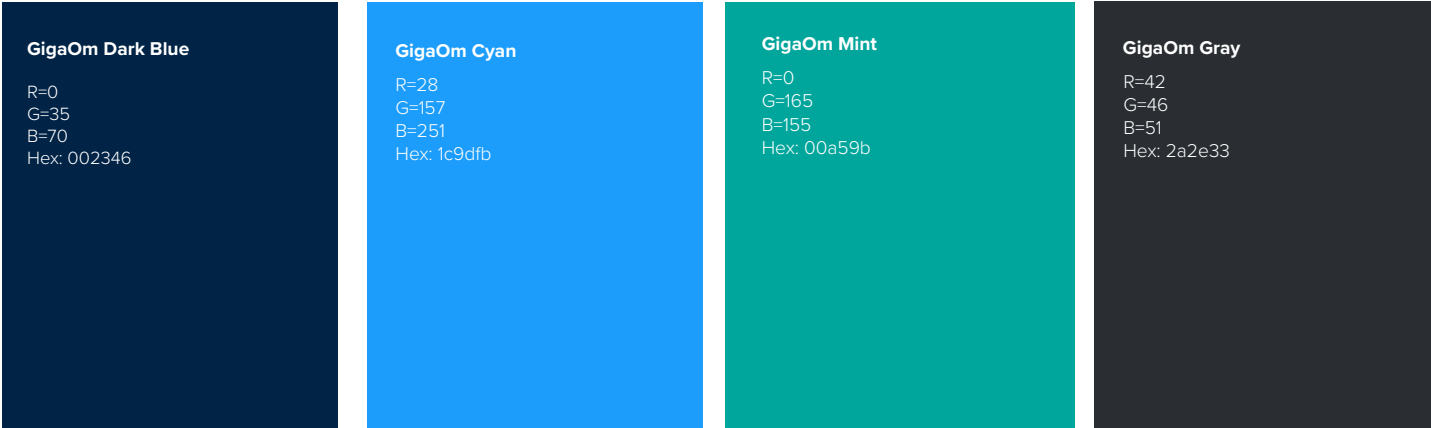 GigaOm Dark Blue
R=0
G=35
B=70
Hex: 002346
GigaOm Cyan
R=28
G=157
B=251
Hex: 1c9dfb
GigaOm Mint
R=0
G=165
B=155
Hex: 00a59b
GigaOm Gray
R=42
G=46
B=51
Hex: 2a2e33